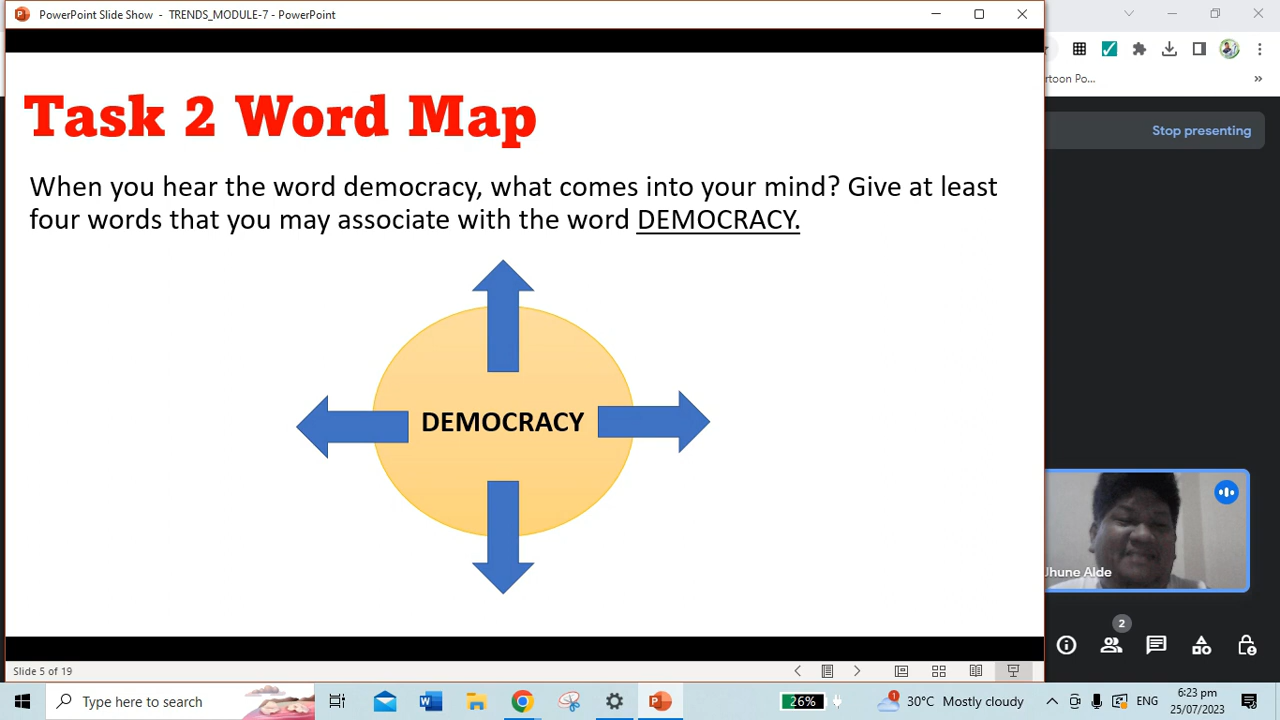 PowerPoint Slide Show - TRENDS_MODULE-7 - PowerPoint
Task 2 Word Map
When you hear the word democracy, what comes into your mind? Give at least
four words that you may associate with the word DEMOCRACY.
DEMOCRACY
Po...
Stop presenting
Jhune Alde
2
Slide 5 of 19
Type here to search
26%
1
30°C Mostly cloudy
ENG
6:23 pm
25/07/2023